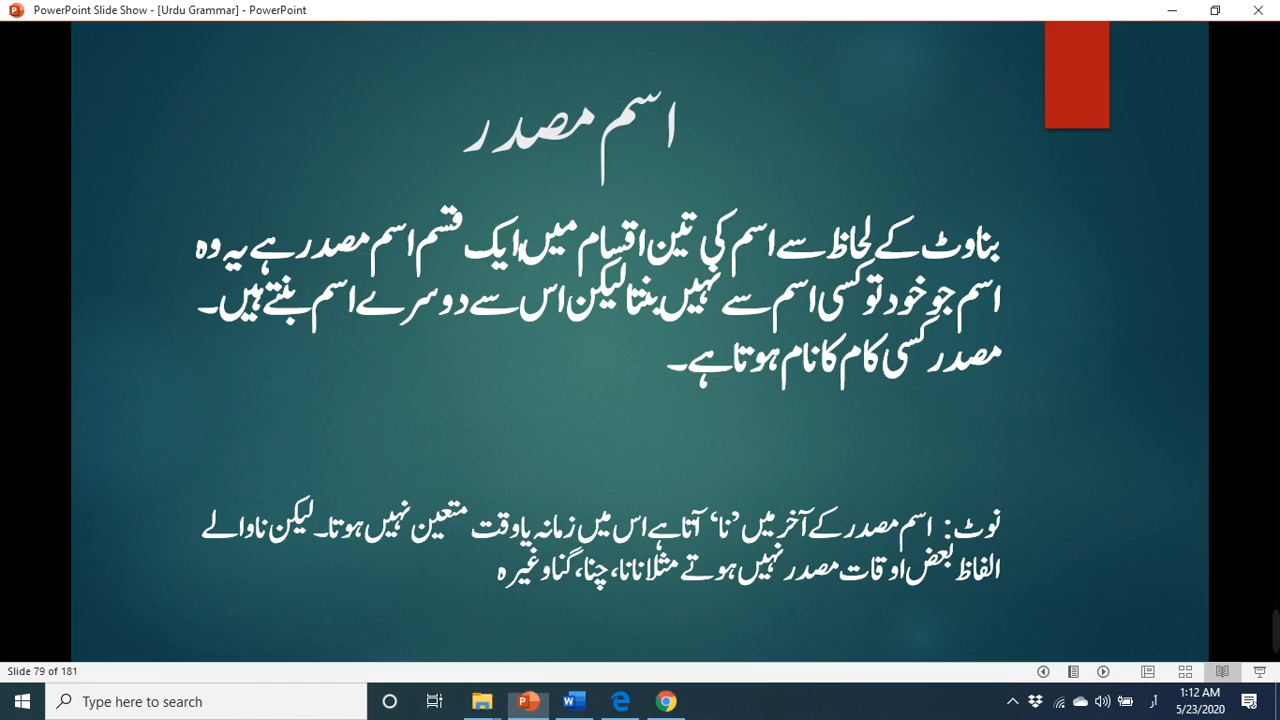 PowerPoint Slide Show - [Urdu Grammar] - PowerPoint
اسم مصدر
بناوٹ کے لحاظ سے اسم کی تین اقسام میں ایک قسم اسم مصدر ہے یہ وہ
اسم جو خود تو کسی اسم سے نہیں بنتا لیکن اس سے دوسرے اسم بنتے ہیں۔
مصدر کسی کام کا نام ہوتا ہے۔
نوٹ: اسم مصدر کے آخر میں ’نا‘ آتا ہے اس میں زمانہ یا وقت متعین نہیں ہوتا۔ لیکن نا والے
الفاظ بعض اوقات مصدر نہیں ہوتے مثلا نانا، چنا، گنا وغیرہ
Slide 79 of 181
Type here to search
1:12 AM
5/23/2020